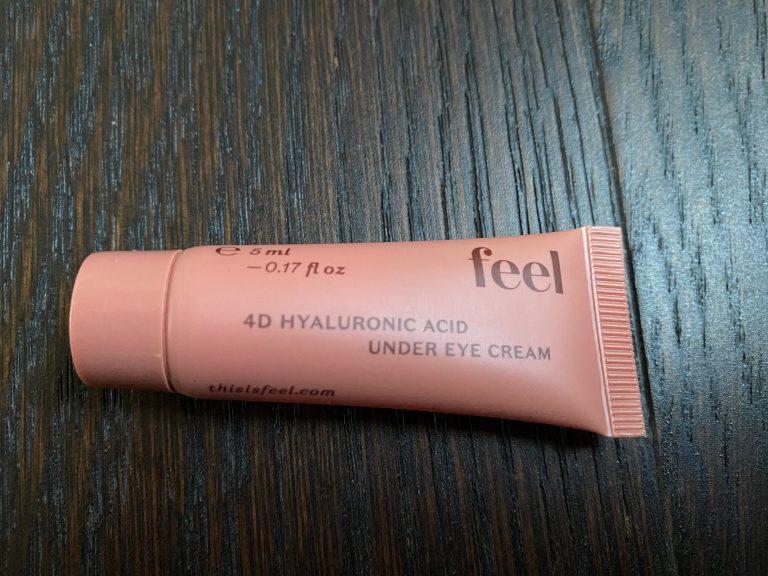 ℮ 5 ml
—0.17 fl oz
feel
4D HYALURONIC ACID
UNDER EYE CREAM
thisisfeel.com